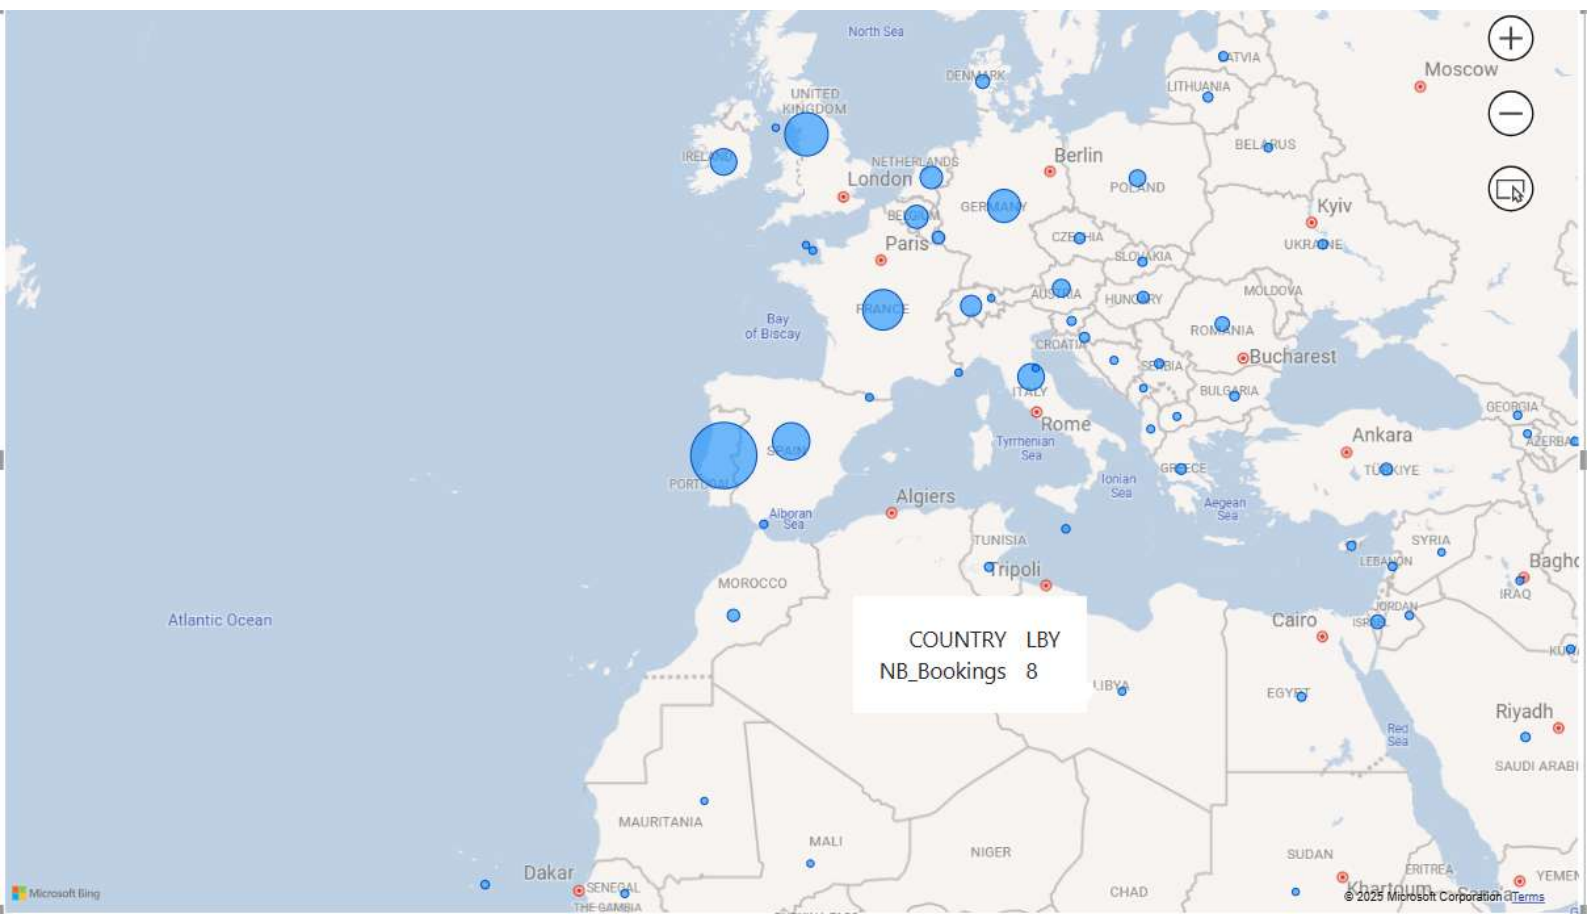 North Sea
LATVIA
Moscow
DENMARK
LITHUANIA
UNITED
KINGDOM
BELARUS
IRELAND
NETHERLANDS
Berlin
London
POLAND
BELGIUM
GERMANY
Kyiv
Paris
CZECHIA
UKRAINE
SLOVAKIA
AUSTRIA
HUNGARY
MOLDOVA
FRANCE
Bay
of Biscay
ROMANIA
CROATIA
Bucharest
SERBIA
ITALY
BULGARIA
GEORGIA
Rome
Ankara
AZERBA
Tyrrhenian
Sea
SPAIN
GREECE
TÜRKIYE
PORTUGAL
Ionian
Sea
Algiers
Aegean
Sea
Alboran
Sea
TUNISIA
SYRIA
LEBANON
Baghd
Tripoli
MOROCCO
IRAQ
JORDAN
Atlantic Ocean
Cairo
ISRAEL
COUNTRY LBY
NB_Bookings 8
KUW
LIBYA
EGYPT
Riyadh
Red
Sea
SAUDI ARABI
MAURITANIA
MALI
NIGER
SUDAN
ERITREA
Dakar
YEMEN
SENEGAL
CHAD
Khartoum
Sanaa
Microsoft Bing
© 2025 Microsoft Corporation Terms
THE GAMBIA